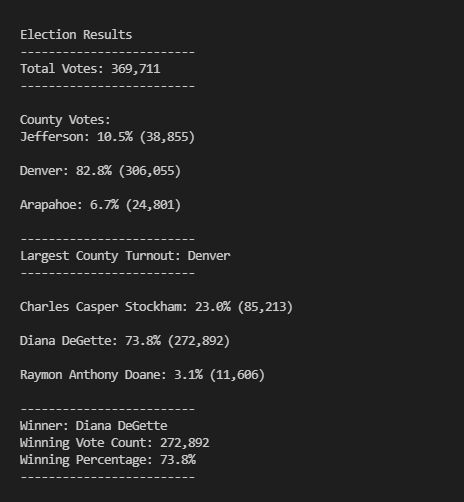 Election Results
-------------------------
Total Votes: 369,711
-------------------------
County Votes:
Jefferson: 10.5% (38,855)
Denver: 82.8% (306,055)
Arapahoe: 6.7% (24,801)
-------------------------
Largest County Turnout: Denver
-------------------------
Charles Casper Stockham: 23.0% (85,213)
Diana DeGette: 73.8% (272,892)
Raymon Anthony Doane: 3.1% (11,606)
-------------------------
Winner: Diana DeGette
Winning Vote Count: 272,892
Winning Percentage: 73.8%
-------------------------